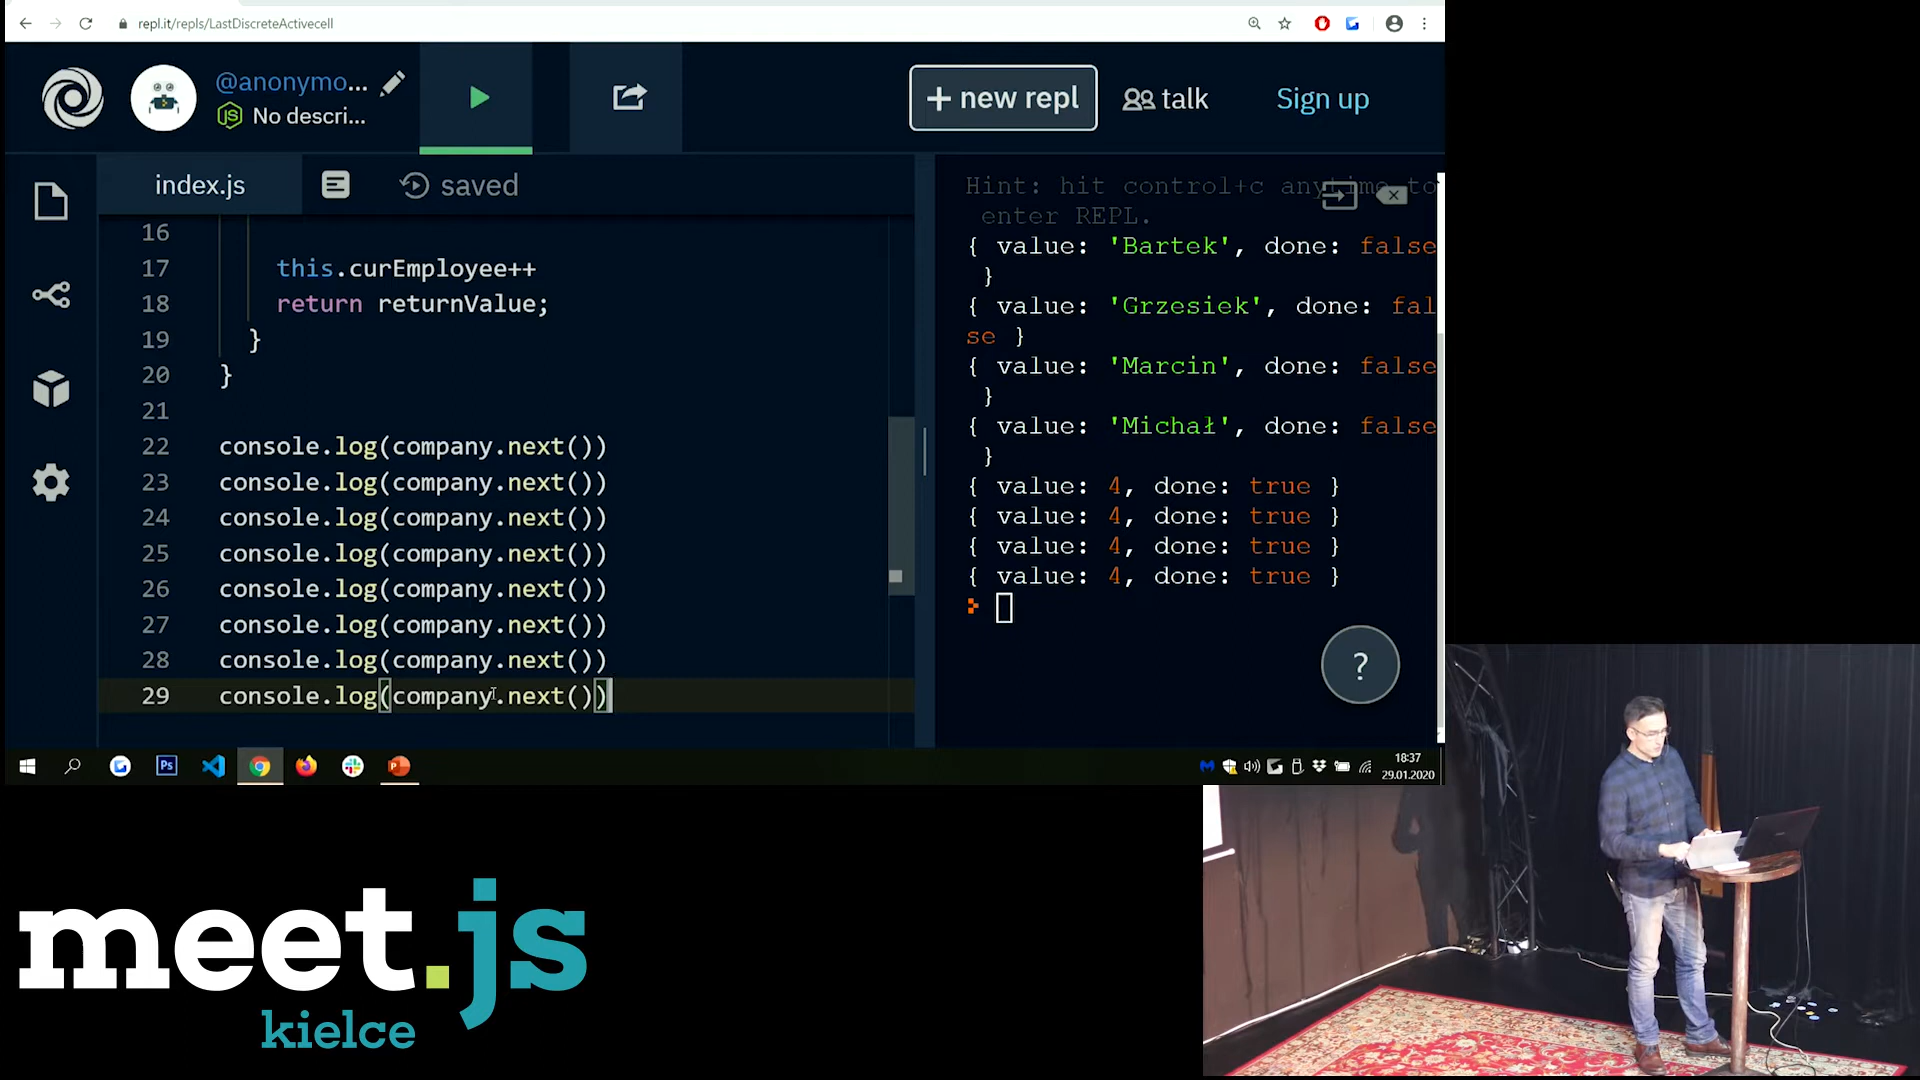 repl.it/repls/LastDiscreteActivecell
@anonymo...
No descri...
+ new repl
talk
Sign up
index.js
saved
16
17 this.curEmployee++
18 return returnValue;
19 }
20 }
21
22 console.log(company.next())
23 console.log(company.next())
24 console.log(company.next())
25 console.log(company.next())
26 console.log(company.next())
27 console.log(company.next())
28 console.log(company.next())
29 console.log(company.next())
Hint: hit control+c anytime to
enter REPL.
{ value: 'Bartek', done: false
}
{ value: 'Grzesiek', done: fal
se }
{ value: 'Marcin', done: false
}
{ value: 'Michał', done: false
}
{ value: 4, done: true }
{ value: 4, done: true }
{ value: 4, done: true }
{ value: 4, done: true }
?
Ps
18:37
29.01.2020
meet.js
kielce